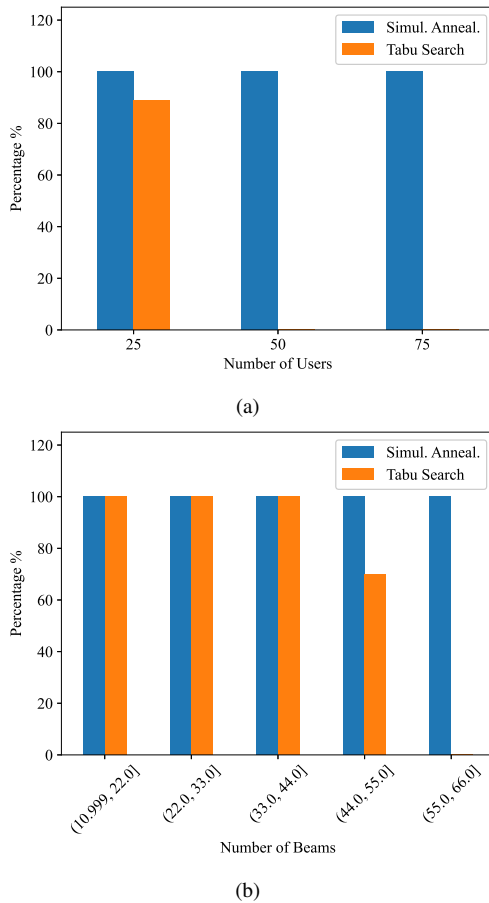 120
100
80
60
40
20
0
Percentage %
Simul. Anneal.
Tabu Search
25 50 75
Number of Users
(a)
120
100
80
60
40
20
0
Percentage %
Simul. Anneal.
Tabu Search
(10.999, 22.0] (22.0, 33.0] (33.0, 44.0] (44.0, 55.0] (55.0, 66.0]
Number of Beams
(b)